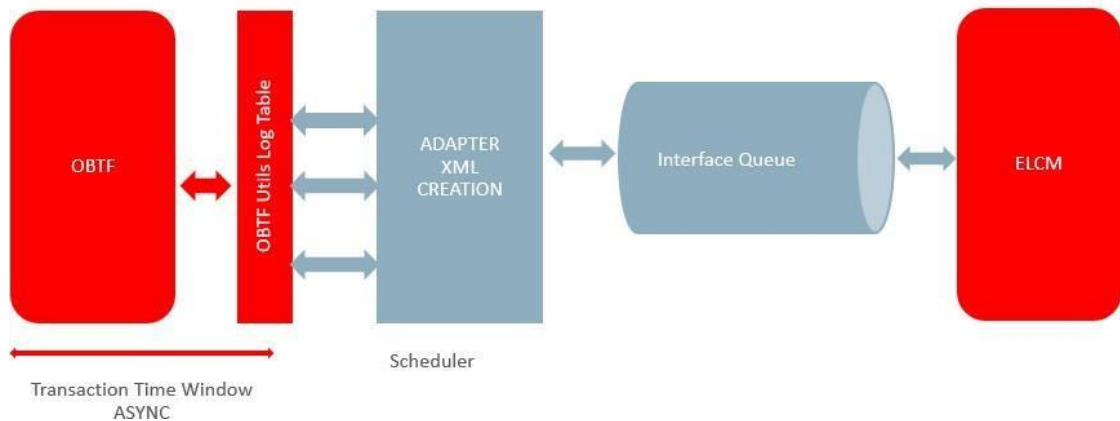 OBTF
OBTF Utils Log Table
ADAPTER
XML
CREATION
Interface Queue
ELCM
Scheduler
Transaction Time Window
ASYNC